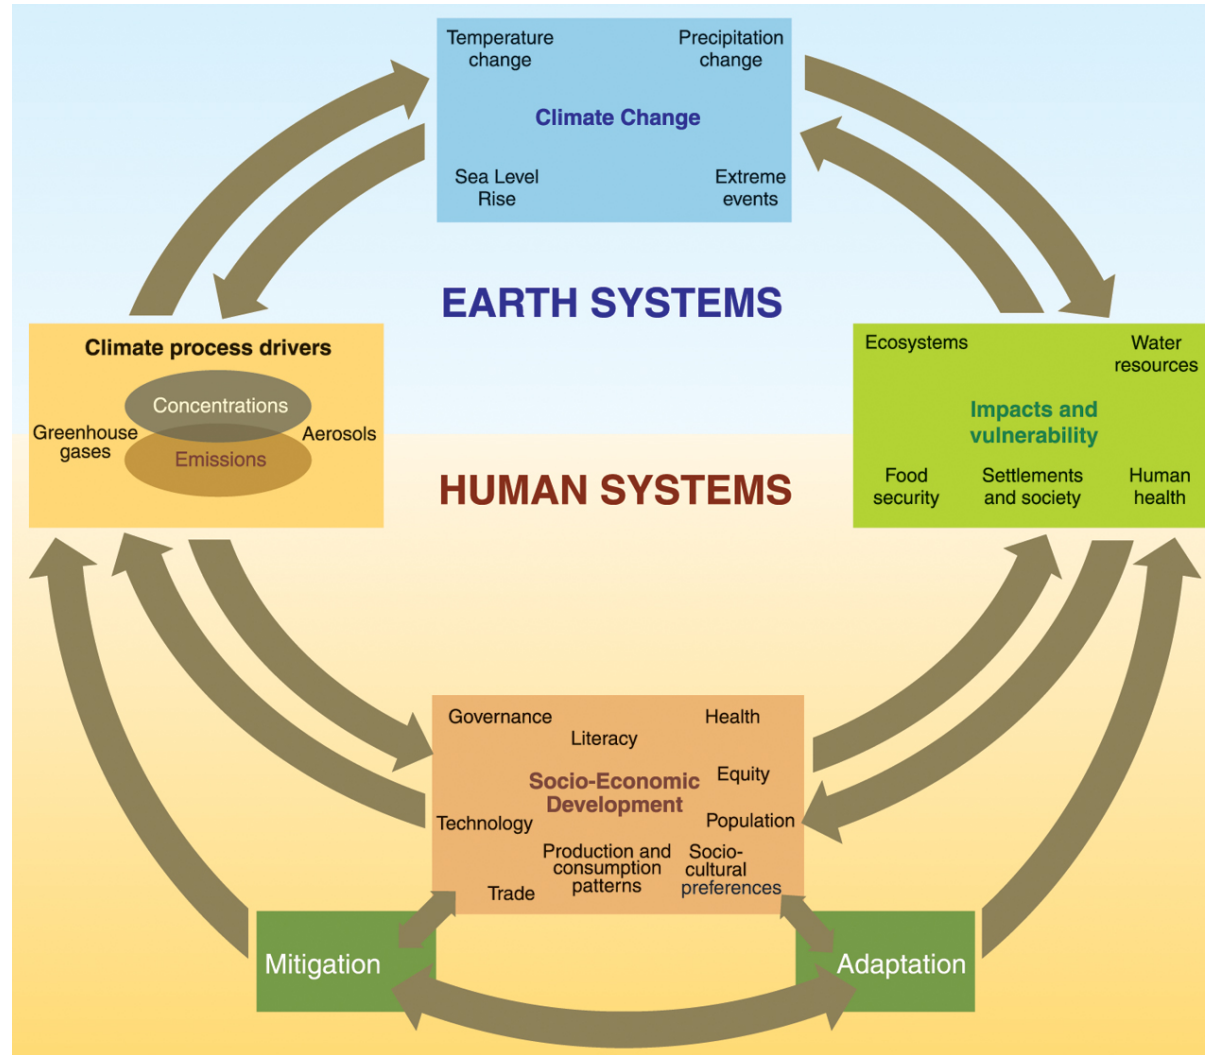 Temperature
change
Precipitation
change
Climate Change
Sea Level
Rise
Extreme
events
EARTH SYSTEMS
Climate process drivers
Concentrations
Greenhouse
gases
Aerosols
Emissions
Ecosystems
Water
resources
Impacts and
vulnerability
Food
security
Settlements
and society
Human
health
HUMAN SYSTEMS
Governance
Literacy
Health
Socio-Economic
Development
Equity
Technology
Population
Production and
consumption
patterns
Socio-
cultural
preferences
Trade
Mitigation
Adaptation